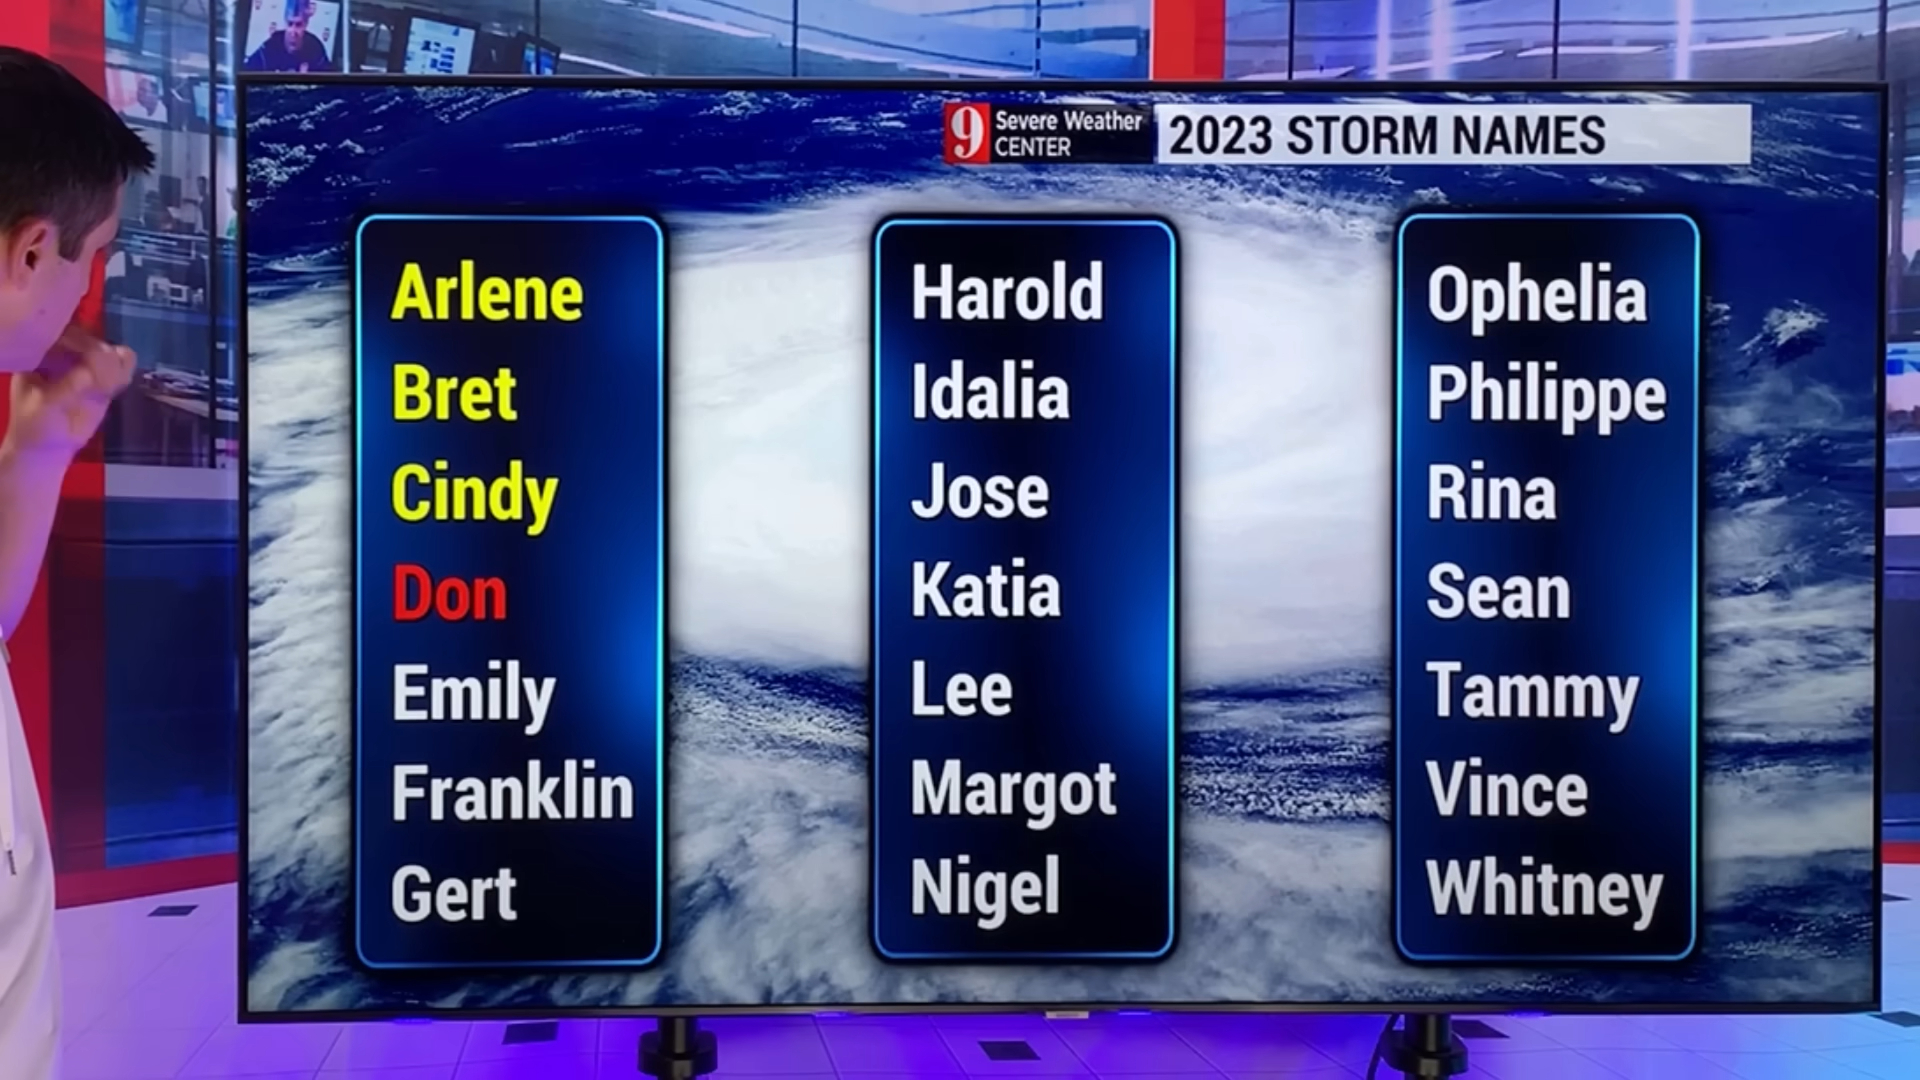 9 Severe Weather
CENTER
2023 STORM NAMES
Arlene
Bret
Cindy
Don
Emily
Franklin
Gert
Harold
Idalia
Jose
Katia
Lee
Margot
Nigel
Ophelia
Philippe
Rina
Sean
Tammy
Vince
Whitney